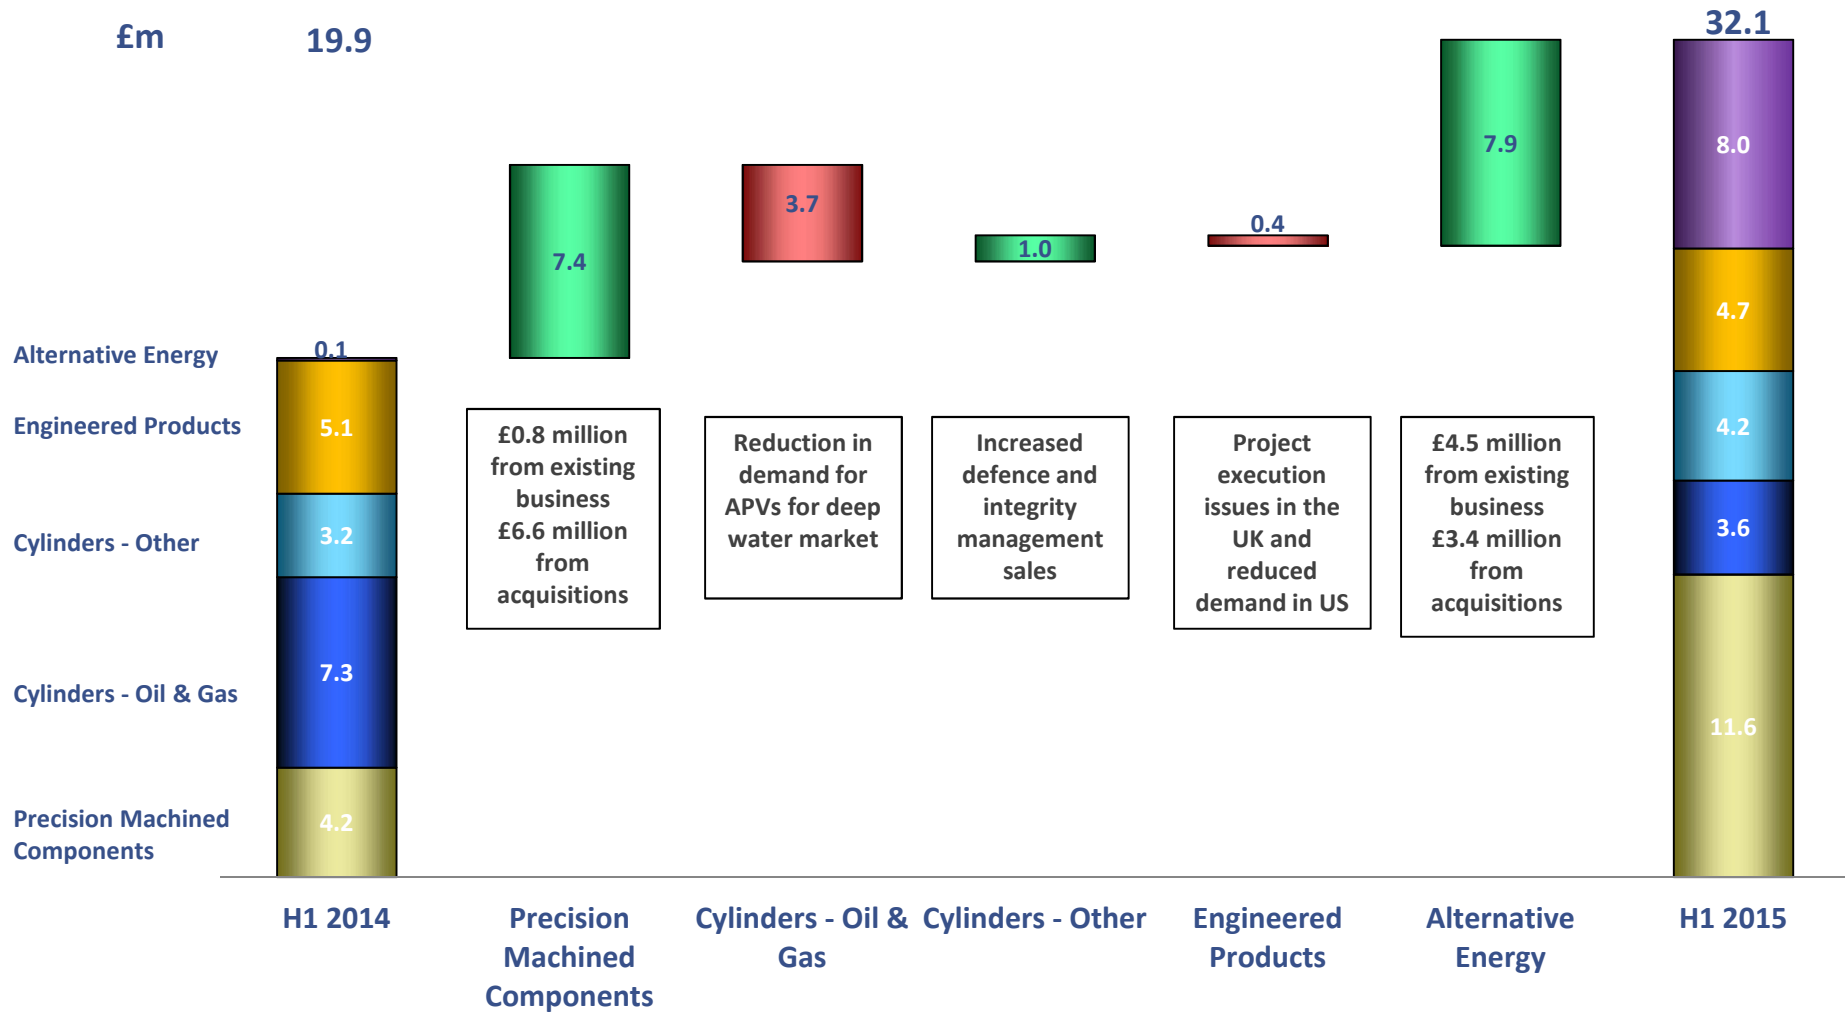 £m
19.9
32.1
7.9
8.0
3.7
0.4
1.0
7.4
4.7
Alternative Energy
0.1
Engineered Products
5.1
4.2
Cylinders - Other
3.2
3.6
Cylinders - Oil & Gas
7.3
11.6
Precision Machined
Components
4.2
£0.8 million
from existing
business
£6.6 million
from
acquisitions
Reduction in
demand for
APVs for deep
water market
Increased
defence and
integrity
management
sales
Project
execution
issues in the
UK and
reduced
demand in US
£4.5 million
from existing
business
£3.4 million
from
acquisitions
H1 2014
Precision
Machined
Components
Cylinders - Oil &
Gas
Cylinders - Other
Engineered
Products
Alternative
Energy
H1 2015